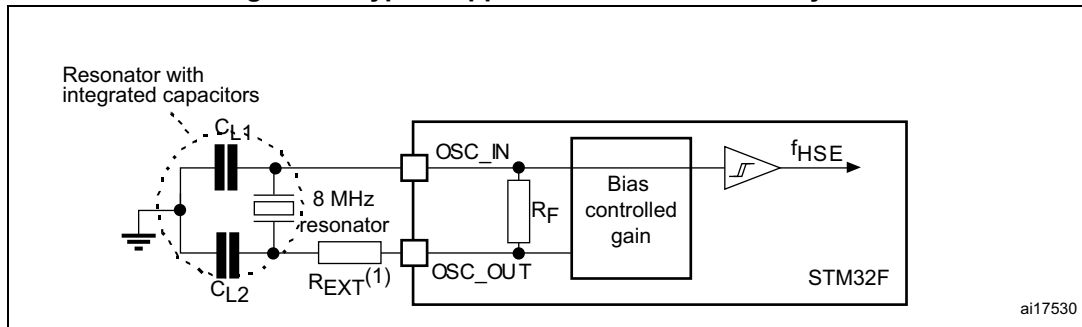 Resonator with
integrated capacitors
CL1
OSC_IN
fHSE
8 MHz
resonator
RF
Bias
controlled
gain
REXT(1)
OSC_OUT
STM32F
CL2
ai17530